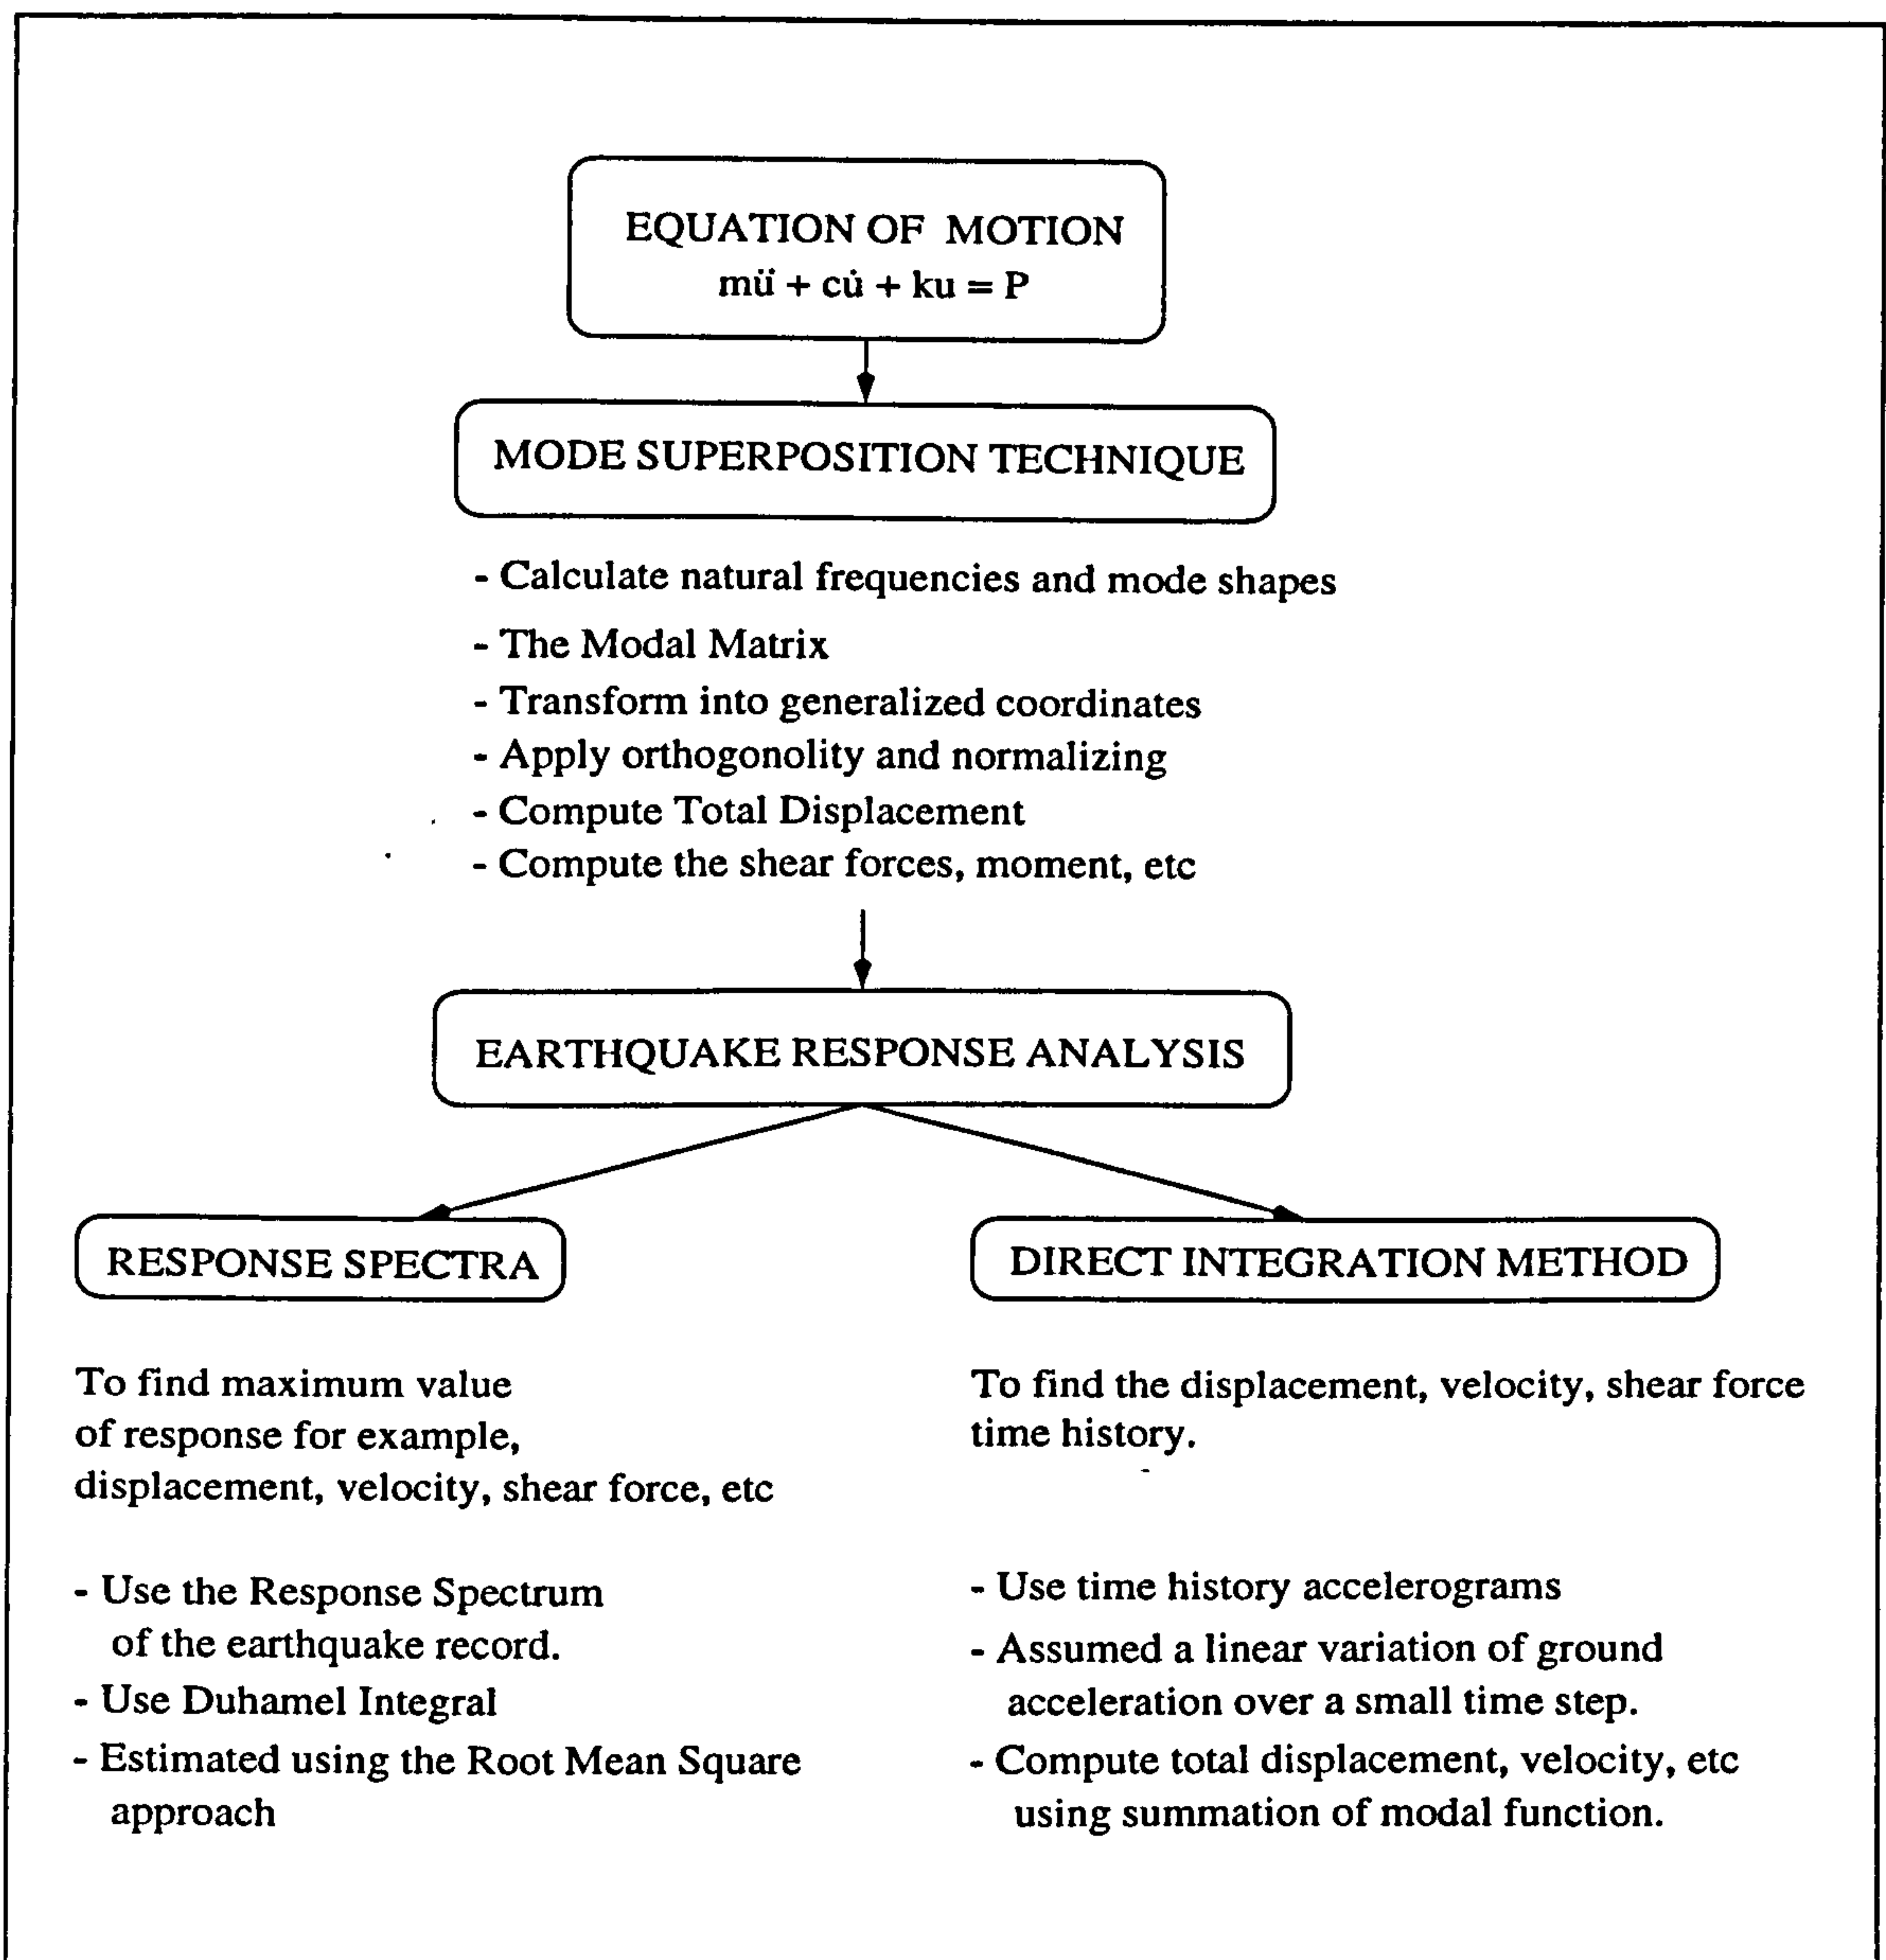 EQUATION OF MOTION
mü + cu̇ + ku = P
MODE SUPERPOSITION TECHNIQUE
- Calculate natural frequencies and mode shapes
- The Modal Matrix
- Transform into generalized coordinates
- Apply orthogonolity and normalizing
- Compute Total Displacement
- Compute the shear forces, moment, etc
EARTHQUAKE RESPONSE ANALYSIS
RESPONSE SPECTRA
To find maximum value
of response for example,
displacement, velocity, shear force, etc
- Use the Response Spectrum
of the earthquake record.
- Use Duhamel Integral
- Estimated using the Root Mean Square
approach
DIRECT INTEGRATION METHOD
To find the displacement, velocity, shear force
time history.
- Use time history accelerograms
- Assumed a linear variation of ground
acceleration over a small time step.
- Compute total displacement, velocity, etc
using summation of modal function.